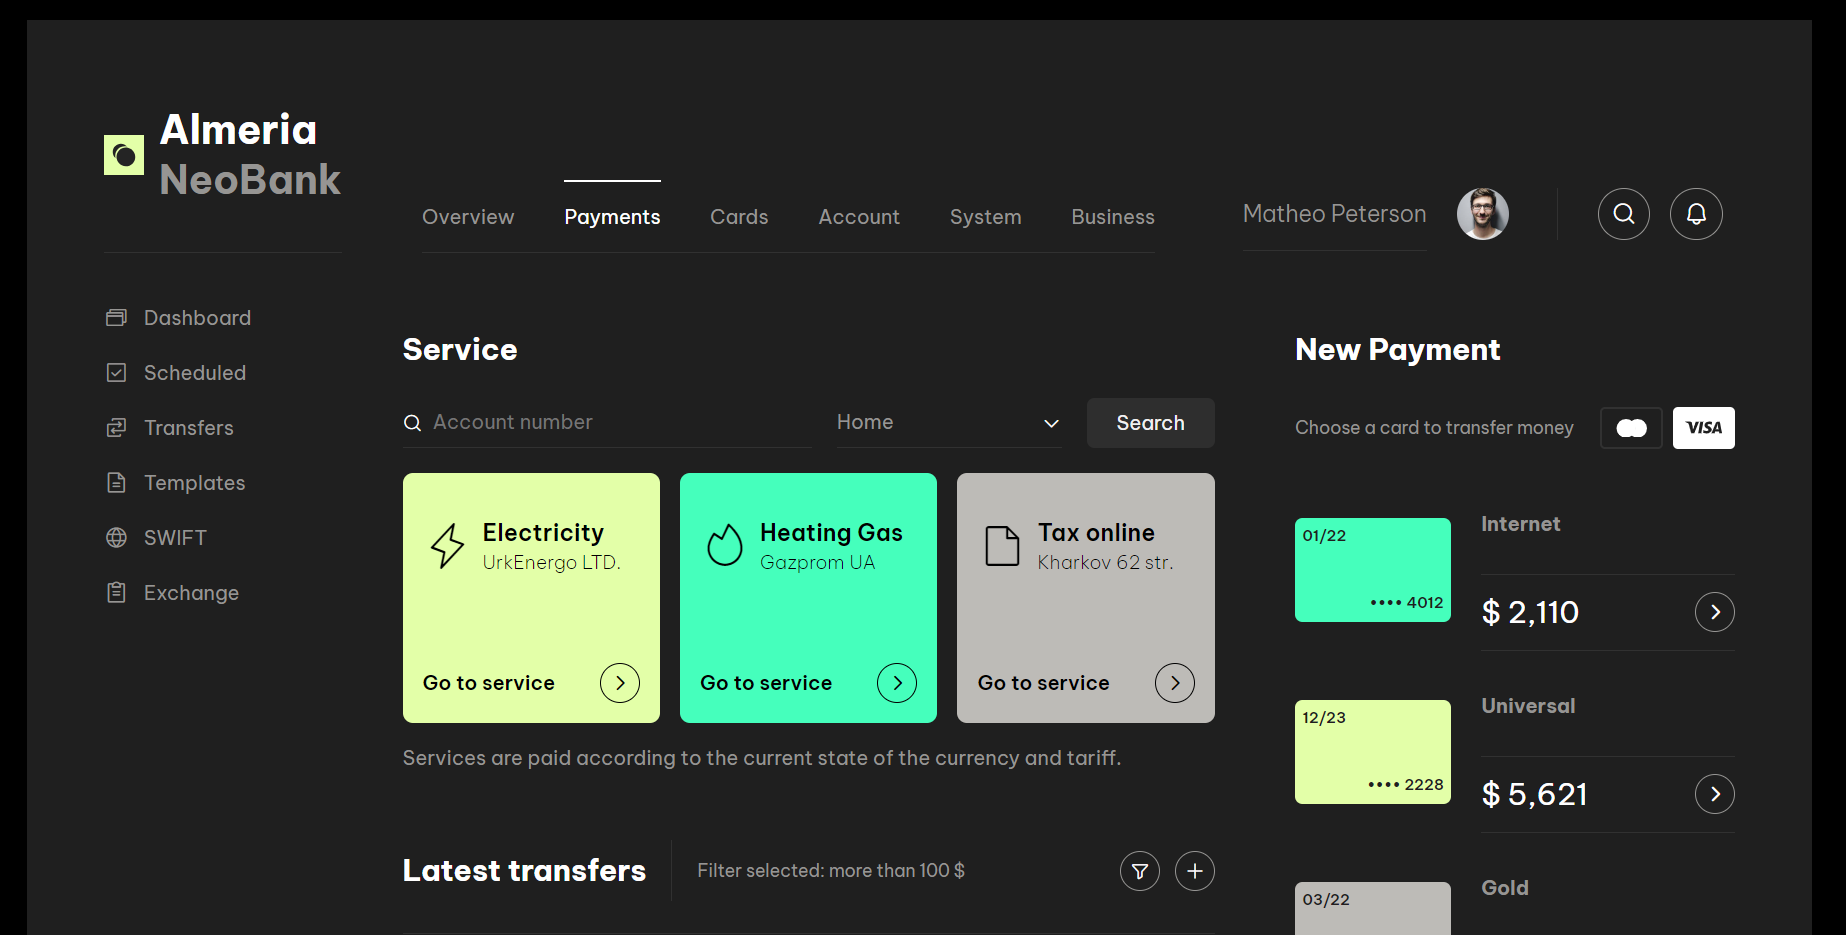 Almeria
NeoBank
Overview
Payments
Cards
Account
System
Business
Matheo Peterson
Dashboard
Scheduled
Transfers
Templates
SWIFT
Exchange
Service
Account number
Home
Search
Electricity
UrkEnergo LTD.
Go to service
Heating Gas
Gazprom UA
Go to service
Tax online
Kharkov 62 str.
Go to service
Services are paid according to the current state of the currency and tariff.
Latest transfers
Filter selected: more than 100 $
New Payment
Choose a card to transfer money
VISA
01/22
•••• 4012
Internet
$ 2,110
12/23
•••• 2228
Universal
$ 5,621
03/22
Gold